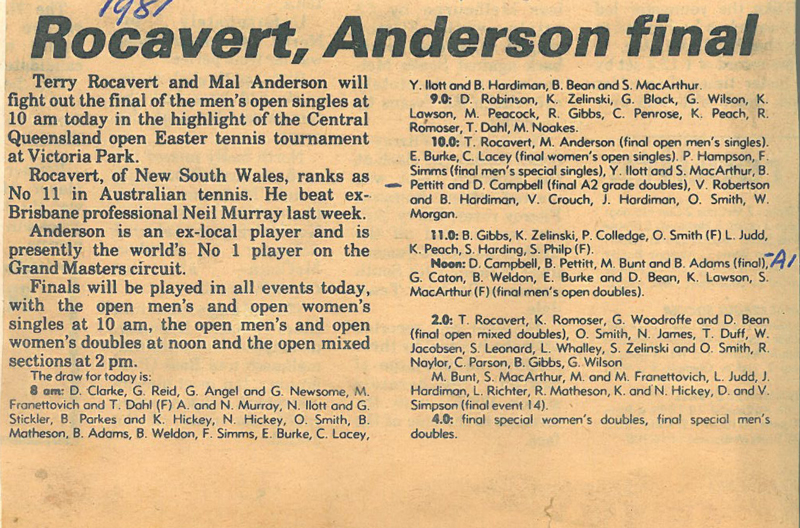 1981
Rocavert, Anderson final
Terry Rocavert and Mal Anderson will
fight out the final of the men's open singles at
10 am today in the highlight of the Central
Queensland open Easter tennis tournament
at Victoria Park.
Rocavert, of New South Wales, ranks as
No 11 in Australian tennis. He beat ex-
Brisbane professional Neil Murray last week.
Anderson is an ex-local player and is
presently the world's No 1 player on the
Grand Masters circuit.
Finals will be played in all events today,
with the open men's and open women's
singles at 10 am, the open men's and open
women's doubles at noon and the open mixed
sections at 2 pm.
The draw for today is:
8 am: D. Clarke, G. Reid, G. Angel and G. Newsome, M.
Franettovich and T. Dahl (F) A. and N. Murray, N. Ilott and G.
Stickler, B. Parkes and K. Hickey, N. Hickey, O. Smith, B.
Matheson, B. Adams, B. Weldon, F. Simms, E. Burke, C. Lacey,
Y. Ilott and B. Hardiman, B. Bean and S. MacArthur.
9.0: D. Robinson, K. Zelinski, G. Black, G. Wilson, K.
Lawson, M. Peacock, R. Gibbs, C. Penrose, K. Peach, R.
Romoser, T. Dahl, M. Noakes.
10.0: T. Rocavert, M. Anderson (final open men's singles).
E. Burke, C. Lacey (final women's open singles). P. Hampson, F.
Simms (final men's special singles), Y. Ilott and S. MacArthur, B.
Pettitt and D. Campbell (final A2 grade doubles), V. Robertson
and B. Hardiman, V. Crouch, J. Hardiman, O. Smith, W.
Morgan.
11.0: B. Gibbs, K. Zelinski, P. Colledge, O. Smith (F) L. Judd,
K. Peach, S. Harding, S. Philp (F).
Noon: D. Campbell, B. Pettitt, M. Bunt and B. Adams (final), -A1
G. Caton, B. Weldon, E. Burke and D. Bean, K. Lawson, S.
MacArthur (F) (final men's open doubles).
2.0: T. Rocavert, K. Romoser, G. Woodroffe and D. Bean
(final open mixed doubles), O. Smith, N. James, T. Duff, W.
Jacobsen, S. Leonard, L. Whalley, S. Zelinski and O. Smith, R.
Naylor, C. Parson, B. Gibbs, G. Wilson
M. Bunt, S. MacArthur, M. and M. Franettovich, L. Judd, J.
Hardiman, L. Richter, R. Matheson, K. and N. Hickey, D. and V.
Simpson (final event 14).
4.0: final special women's doubles, final special men's
doubles.